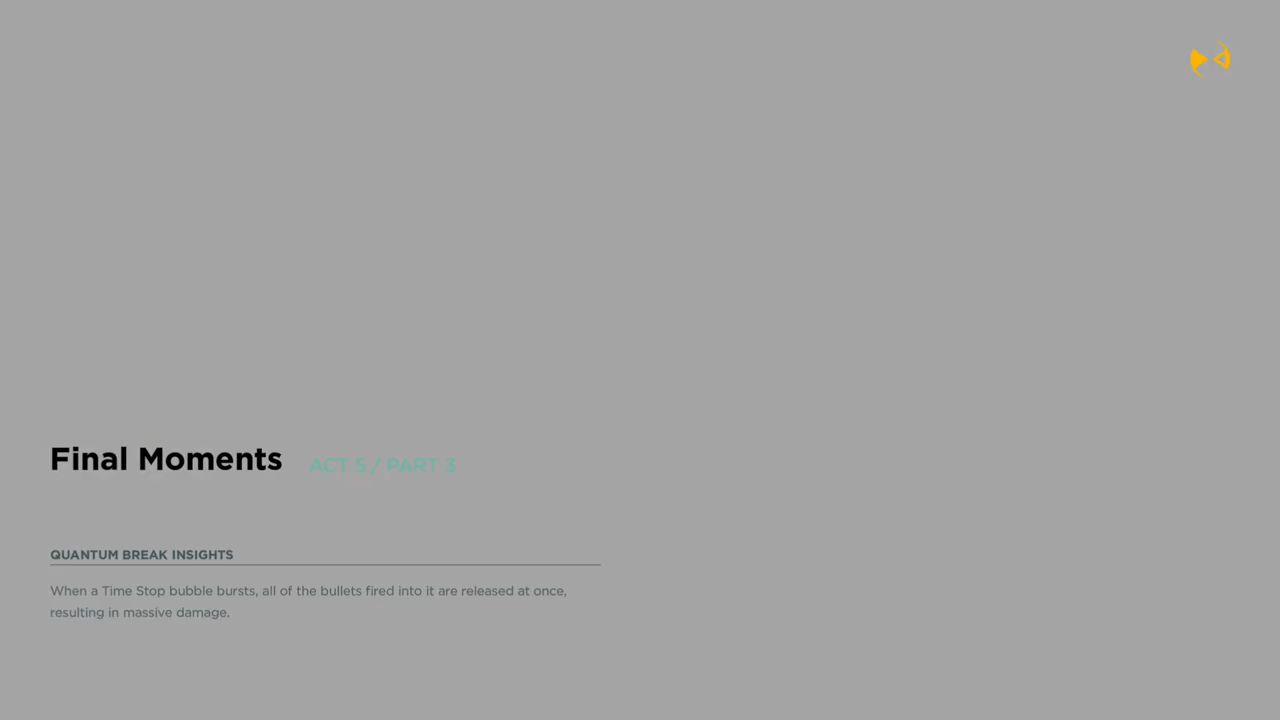 Final Moments ACT 5 / PART 3
QUANTUM BREAK INSIGHTS
When a Time Stop bubble bursts, all of the bullets fired into it are released at once,
resulting in massive damage.